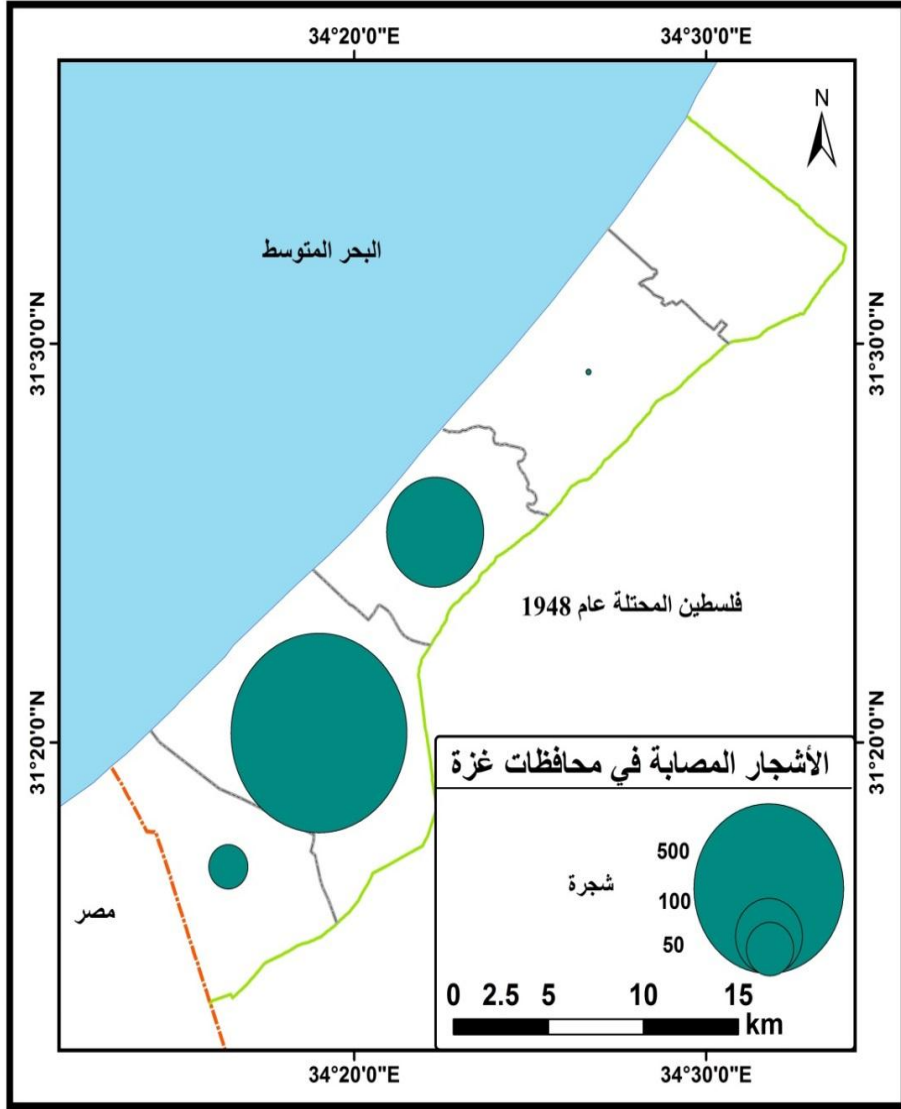 34°20'0"E
34°30'0"E
N
البحر المتوسط
31°30'0"N
31°30'0"N
فلسطين المحتلة عام 1948
31°20'0"N
31°20'0"N
الأشجار المصابة في محافظات غزة
500
شجرة
100
50
مصر
0 2.5 5 10 15
km
34°20'0"E
34°30'0"E